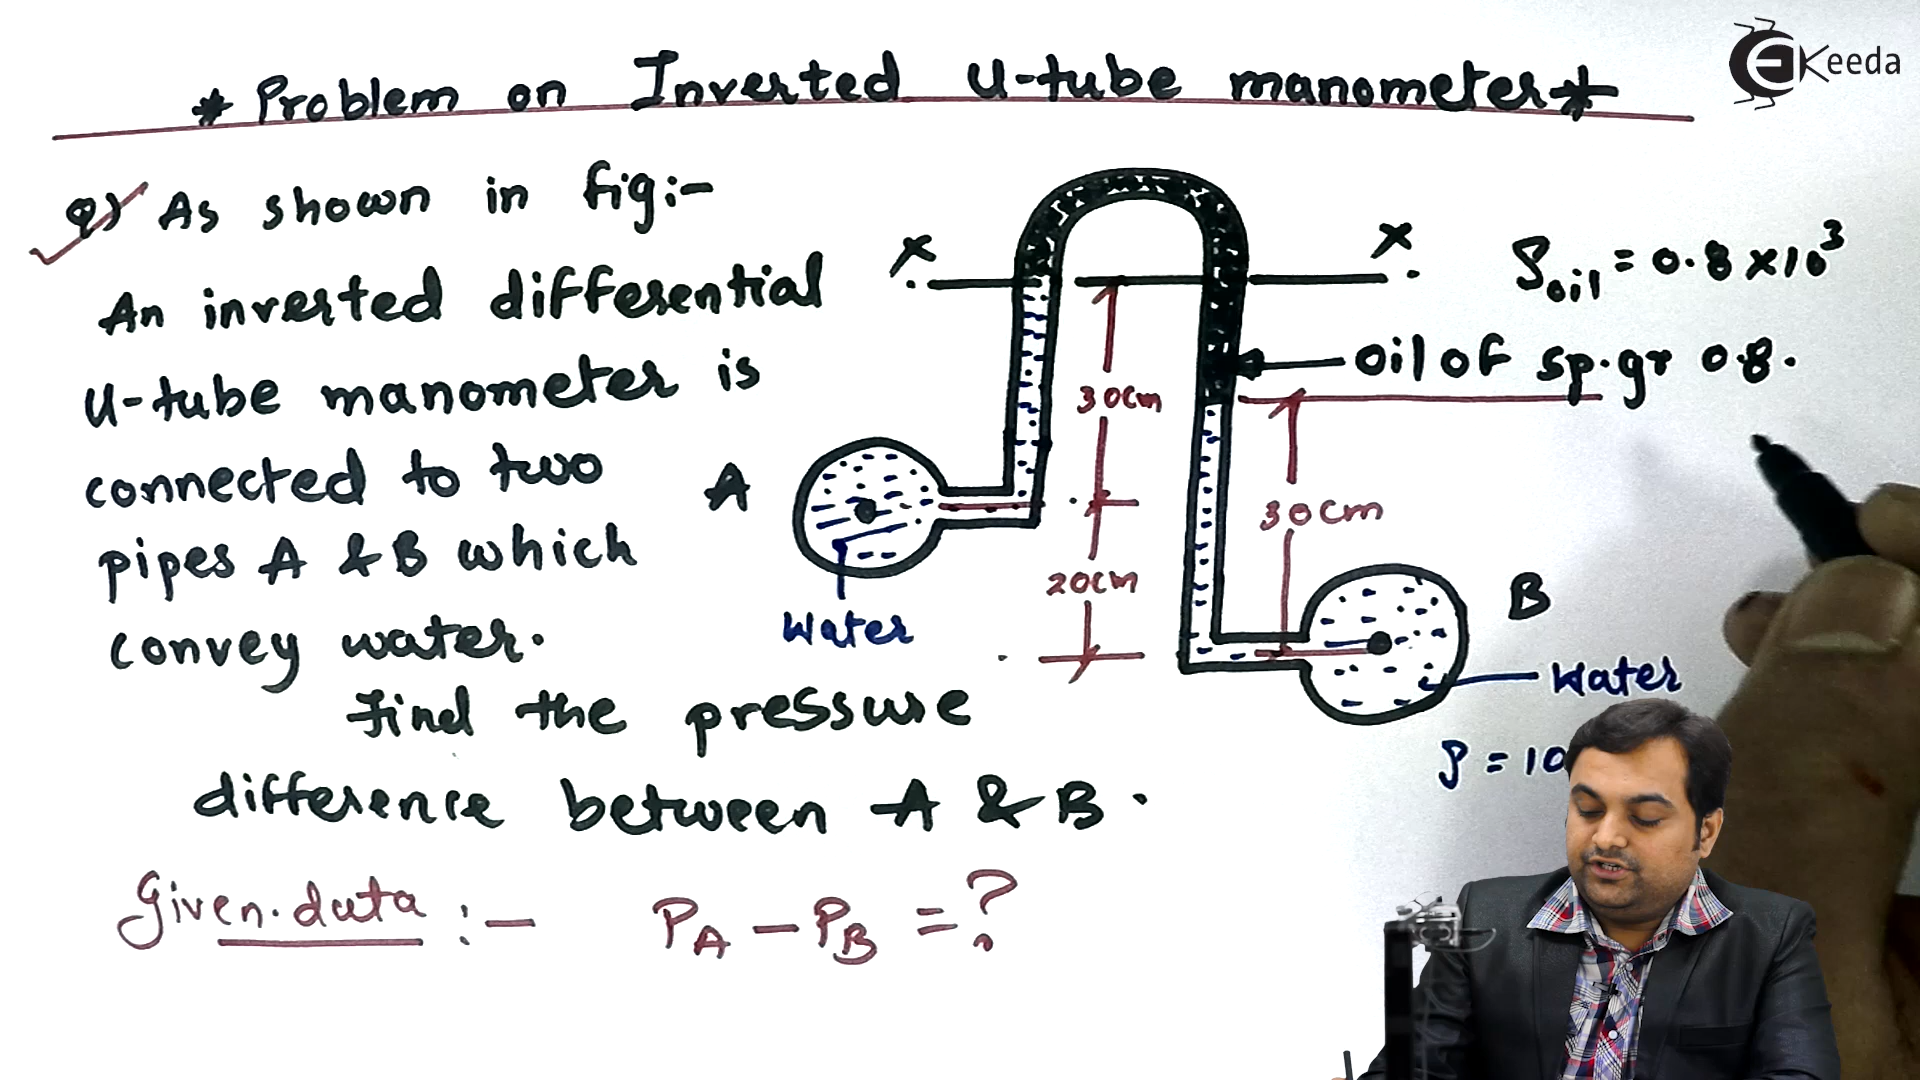 * Problem on Inverted U-tube manometer *
EKeeda
Q) As shown in fig:-
An inverted differential
U-tube manometer is
connected to two
pipes A & B which
convey water.
Find the pressure
difference between A & B.
Given data :- PA - PB = ?
X X
ρoil = 0.8 x 10³
oil of sp.gr 0.8.
30cm
A
30cm
20cm
B
Water
Water
ρ = 10